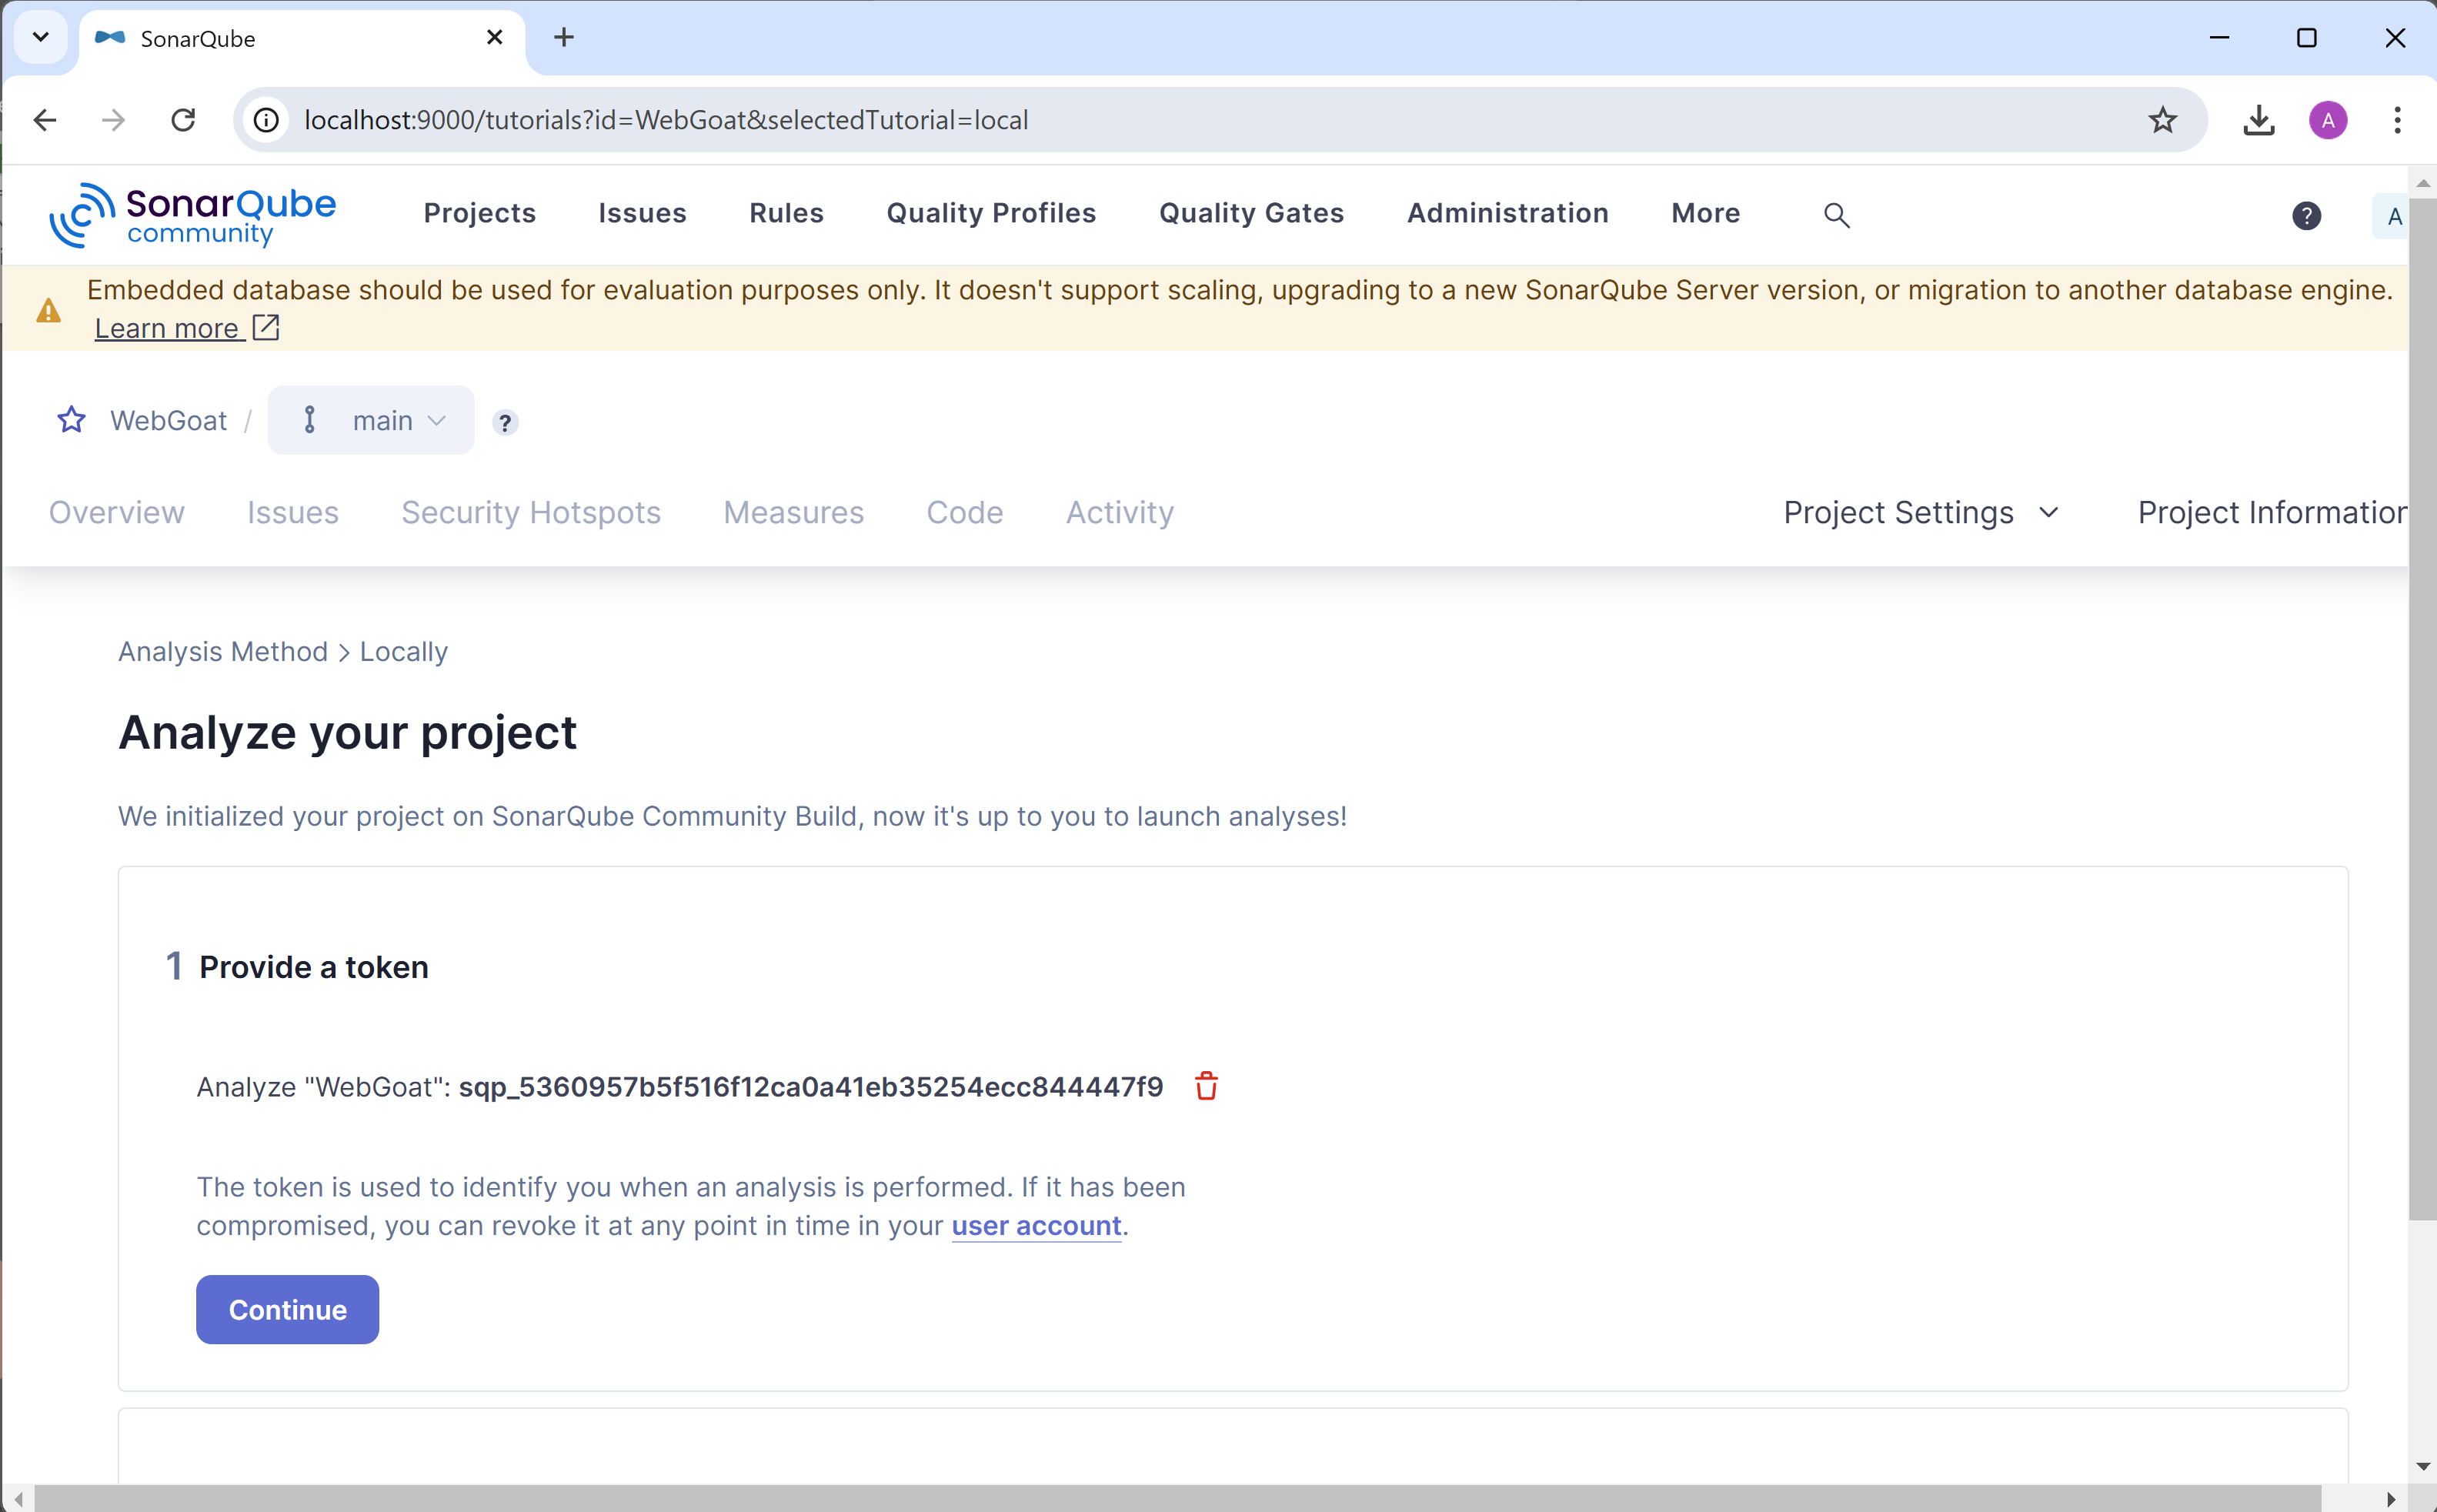 SonarQube
localhost:9000/tutorials?id=WebGoat&selectedTutorial=local
A
SonarQube
community
Projects
Issues
Rules
Quality Profiles
Quality Gates
Administration
More
?
A
Embedded database should be used for evaluation purposes only. It doesn't support scaling, upgrading to a new SonarQube Server version, or migration to another database engine.
Learn more
WebGoat / main ?
Overview
Issues
Security Hotspots
Measures
Code
Activity
Project Settings
Project Information
Analysis Method > Locally
Analyze your project
We initialized your project on SonarQube Community Build, now it's up to you to launch analyses!
1 Provide a token
Analyze "WebGoat": sqp_5360957b5f516f12ca0a41eb35254ecc844447f9
The token is used to identify you when an analysis is performed. If it has been
compromised, you can revoke it at any point in time in your user account.
Continue